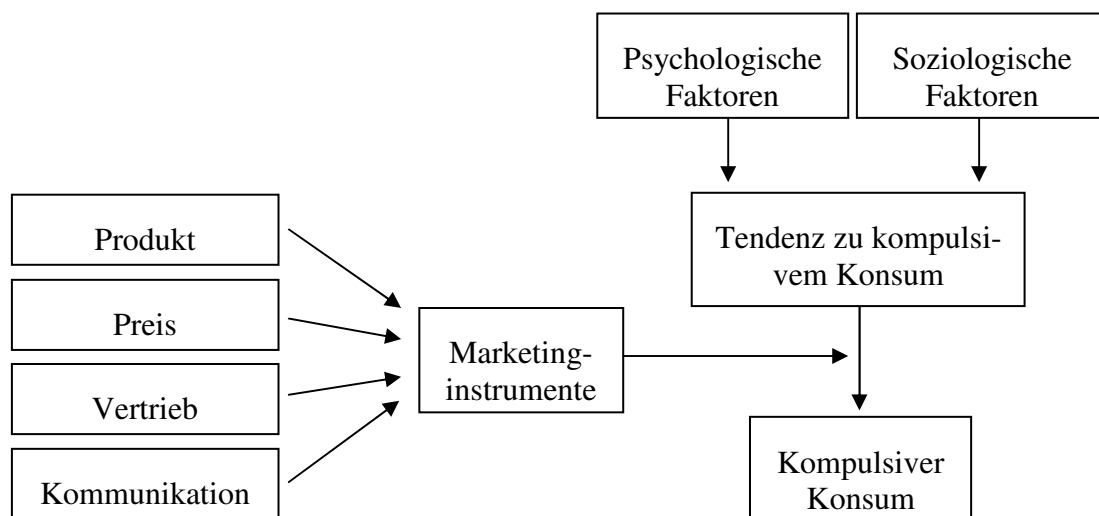 Psychologische
Faktoren
Soziologische
Faktoren
Produkt
Preis
Vertrieb
Kommunikation
Marketing-
instrumente
Tendenz zu kompulsi-
vem Konsum
Kompulsiver
Konsum